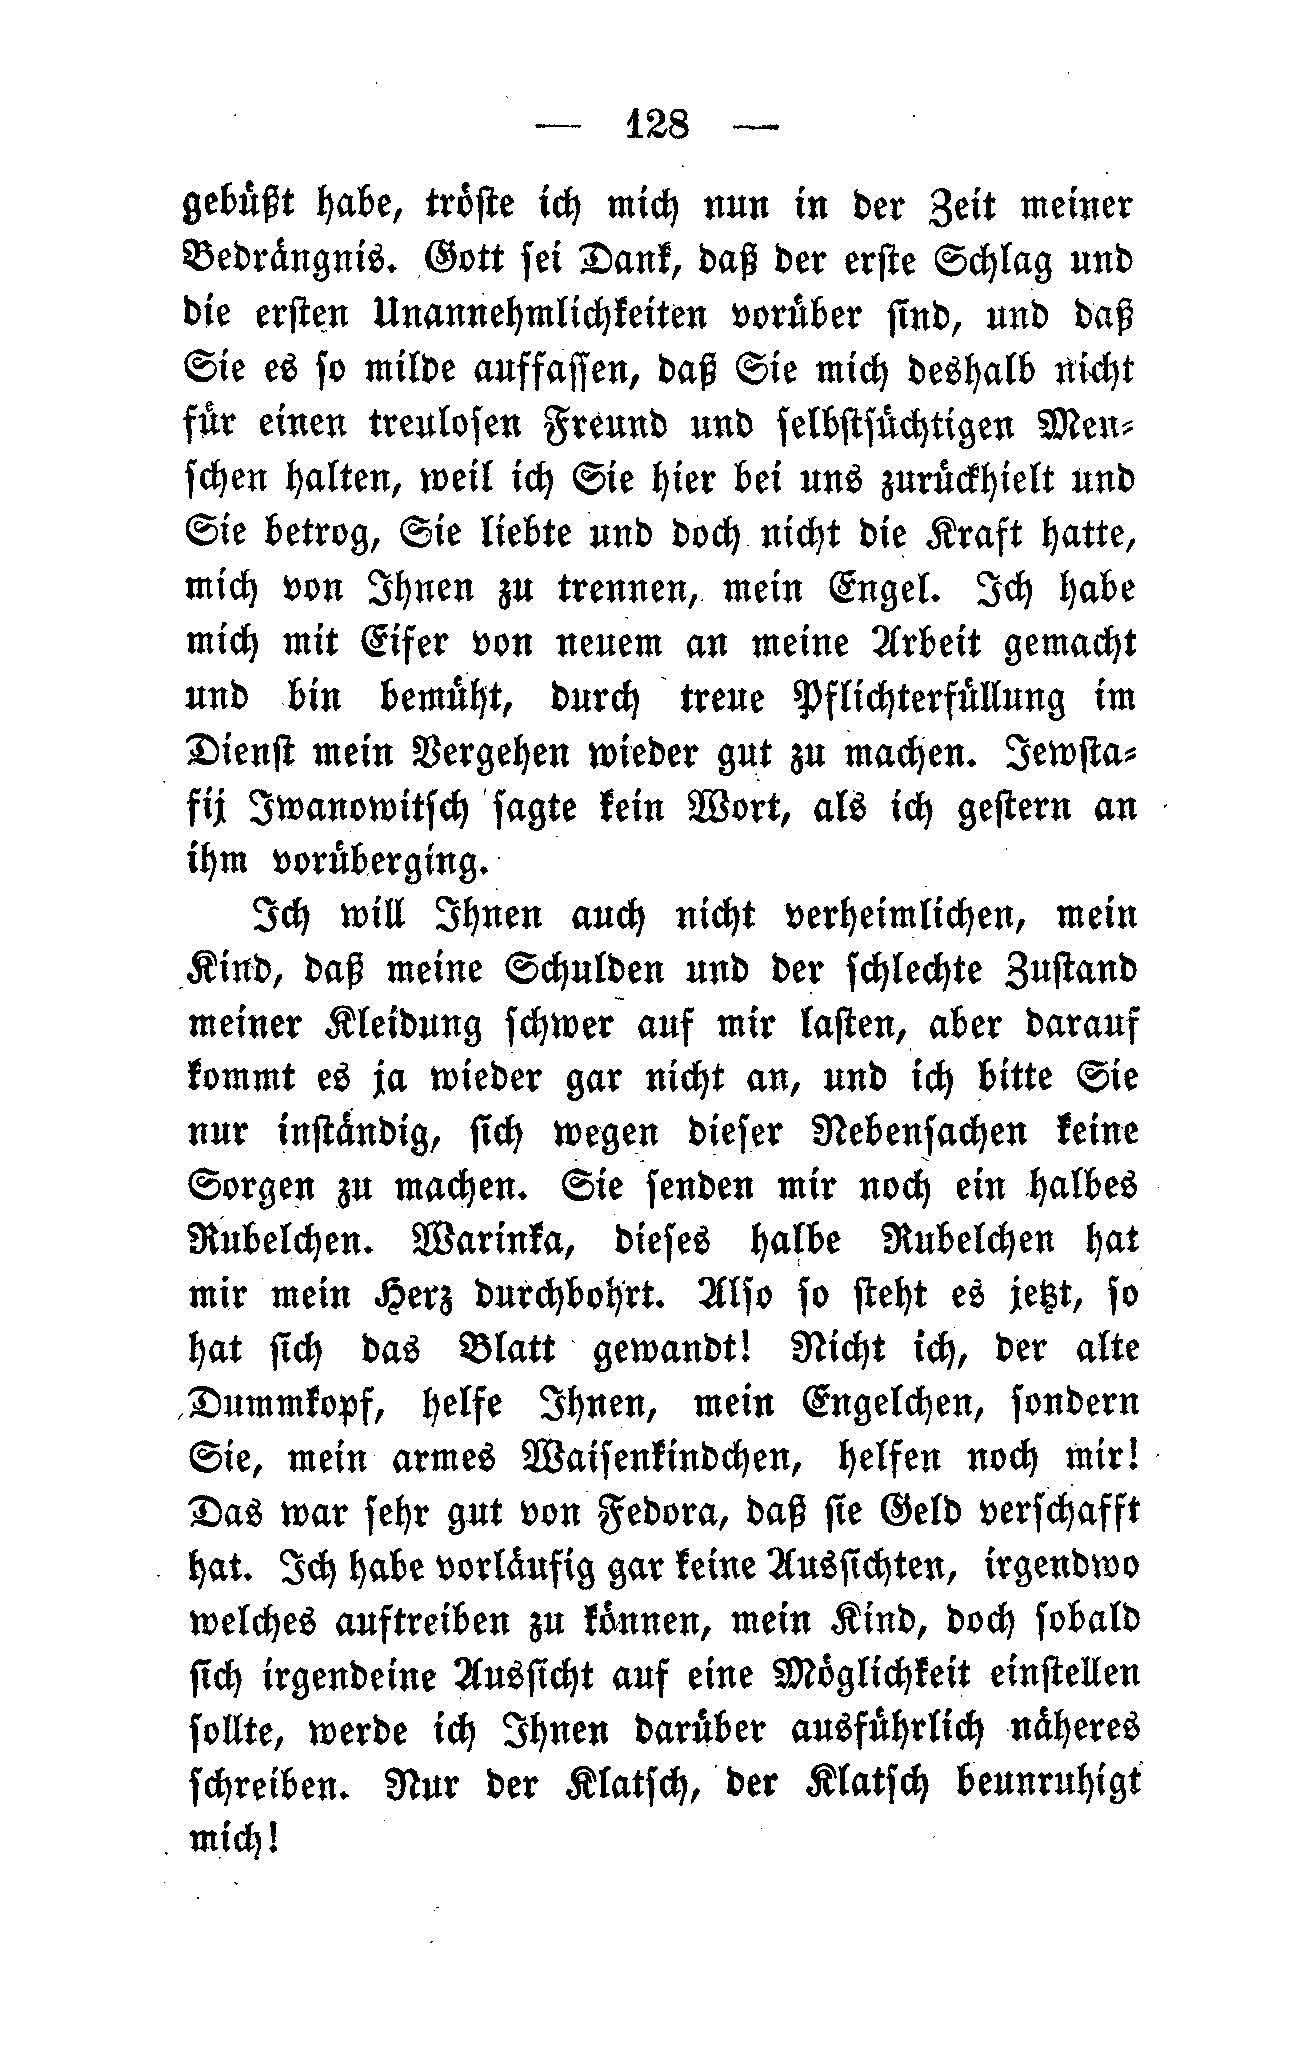 — 128 —
gebüßt habe, tröste ich mich nun in der Zeit meiner
Bedrängnis. Gott sei Dank, daß der erste Schlag und
die ersten Unannehmlichkeiten vorüber sind, und daß
Sie es so milde auffassen, daß Sie mich deshalb nicht
für einen treulosen Freund und selbstsüchtigen Men-
schen halten, weil ich Sie hier bei uns zurückhielt und
Sie betrog, Sie liebte und doch nicht die Kraft hatte,
mich von Ihnen zu trennen, mein Engel. Ich habe
mich mit Eifer von neuem an meine Arbeit gemacht
und bin bemüht, durch treue Pflichterfüllung im
Dienst mein Vergehen wieder gut zu machen. Jewsta-
fij Iwanowitsch sagte kein Wort, als ich gestern an
ihm vorüberging.
Ich will Ihnen auch nicht verheimlichen, mein
Kind, daß meine Schulden und der schlechte Zustand
meiner Kleidung schwer auf mir lasten, aber darauf
kommt es ja wieder gar nicht an, und ich bitte Sie
nur inständig, sich wegen dieser Nebensachen keine
Sorgen zu machen. Sie senden mir noch ein halbes
Rubelchen. Warinka, dieses halbe Rubelchen hat
mir mein Herz durchbohrt. Also so steht es jetzt, so
hat sich das Blatt gewandt! Nicht ich, der alte
Dummkopf, helfe Ihnen, mein Engelchen, sondern
Sie, mein armes Waisenkindchen, helfen noch mir!
Das war sehr gut von Fedora, daß sie Geld verschafft
hat. Ich habe vorläufig gar keine Aussichten, irgendwo
welches auftreiben zu können, mein Kind, doch sobald
sich irgendeine Aussicht auf eine Möglichkeit einstellen
sollte, werde ich Ihnen darüber ausführlich näheres
schreiben. Nur der Klatsch, der Klatsch beunruhigt
mich!